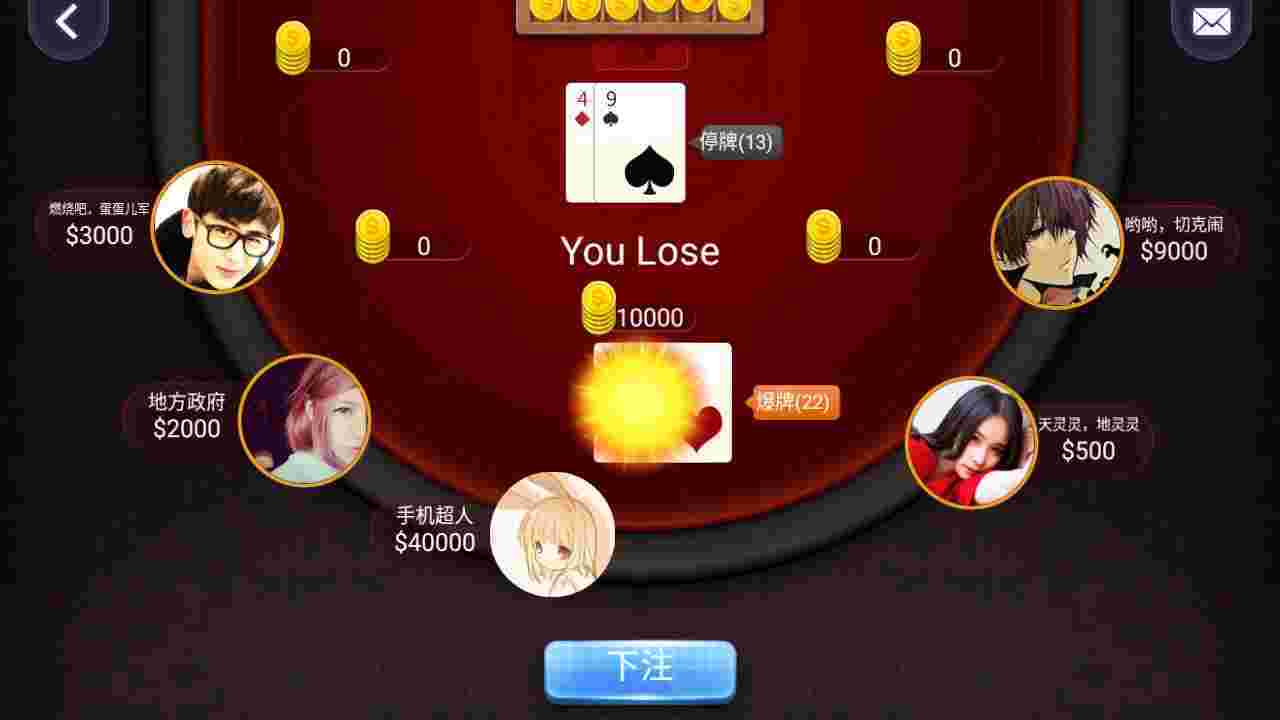 0
0
4
9
停牌(13)
燃烧吧，蛋蛋儿军
$3000
哟哟，切克闹
$9000
0
0
You Lose
10000
地方政府
$2000
爆牌(22)
天灵灵，地灵灵
$500
手机超人
$40000
下注